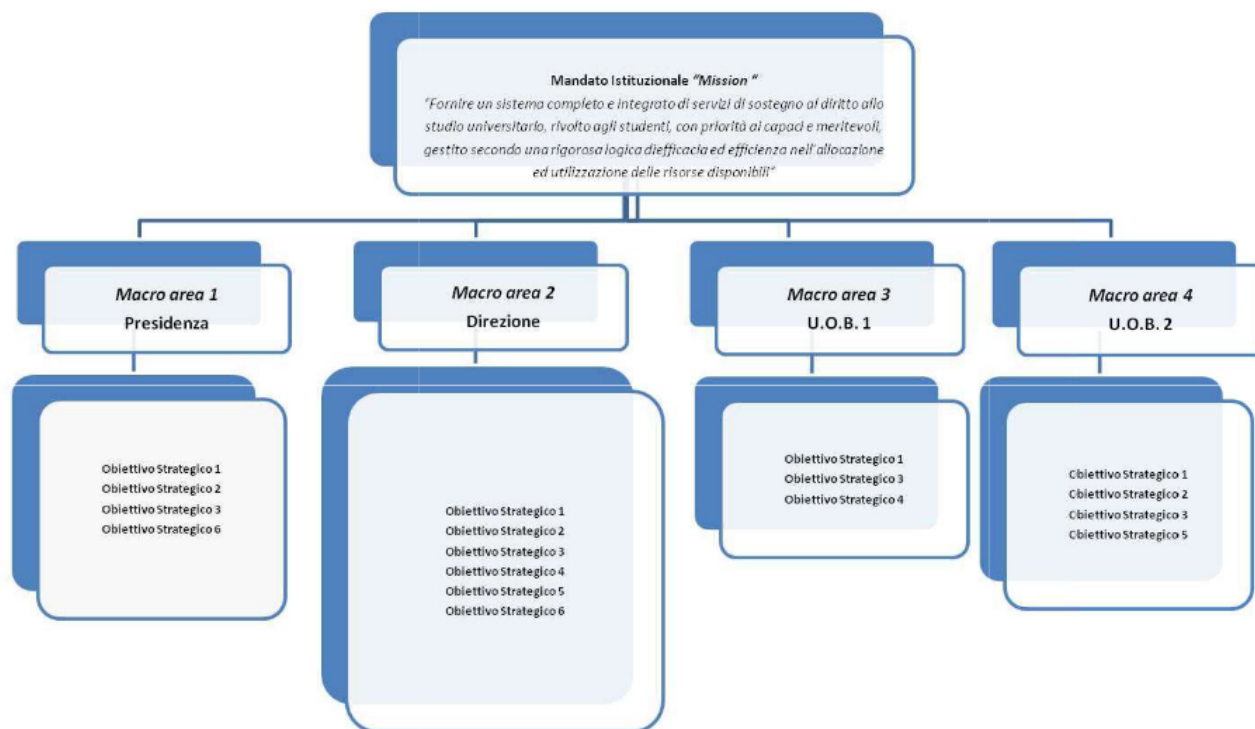 Mandato Istituzionale "Mission "
"Fornire un sistema completo e integrato di servizi di sostegno al diritto allo
studio universitario, rivolto agli studenti, con priorità ai capaci e meritevoli,
gestito secondo una rigorosa logica diefficacia ed efficienza nell'allocazione
ed utilizzazione delle risorse disponibili"
Macro area 1
Presidenza
Macro area 2
Direzione
Macro area 3
U.O.B. 1
Macro area 4
U.O.B. 2
Obiettivo Strategico 1
Obiettivo Strategico 2
Obiettivo Strategico 3
Obiettivo Strategico 6
Obiettivo Strategico 1
Obiettivo Strategico 2
Obiettivo Strategico 3
Obiettivo Strategico 4
Obiettivo Strategico 5
Obiettivo Strategico 6
Obiettivo Strategico 1
Obiettivo Strategico 3
Obiettivo Strategico 4
Obiettivo Strategico 1
Obiettivo Strategico 2
Obiettivo Strategico 3
Obiettivo Strategico 5